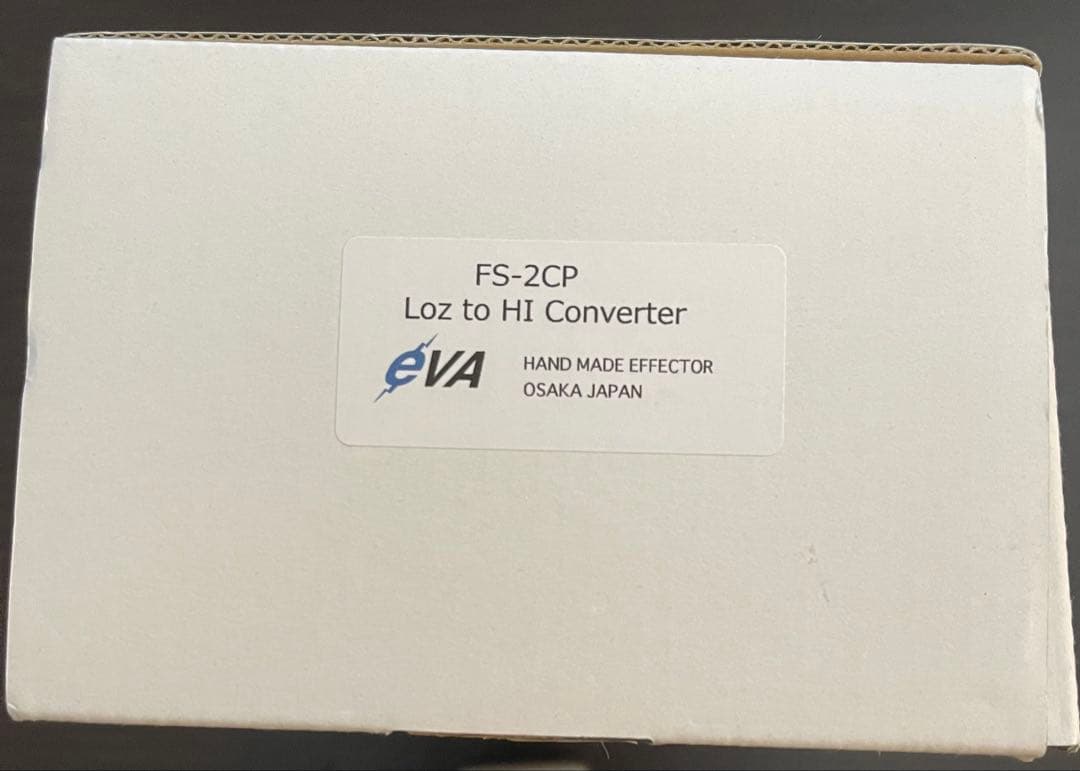 FS-2CP
Loz to HI Converter
eVA
HAND MADE EFFECTOR
OSAKA JAPAN